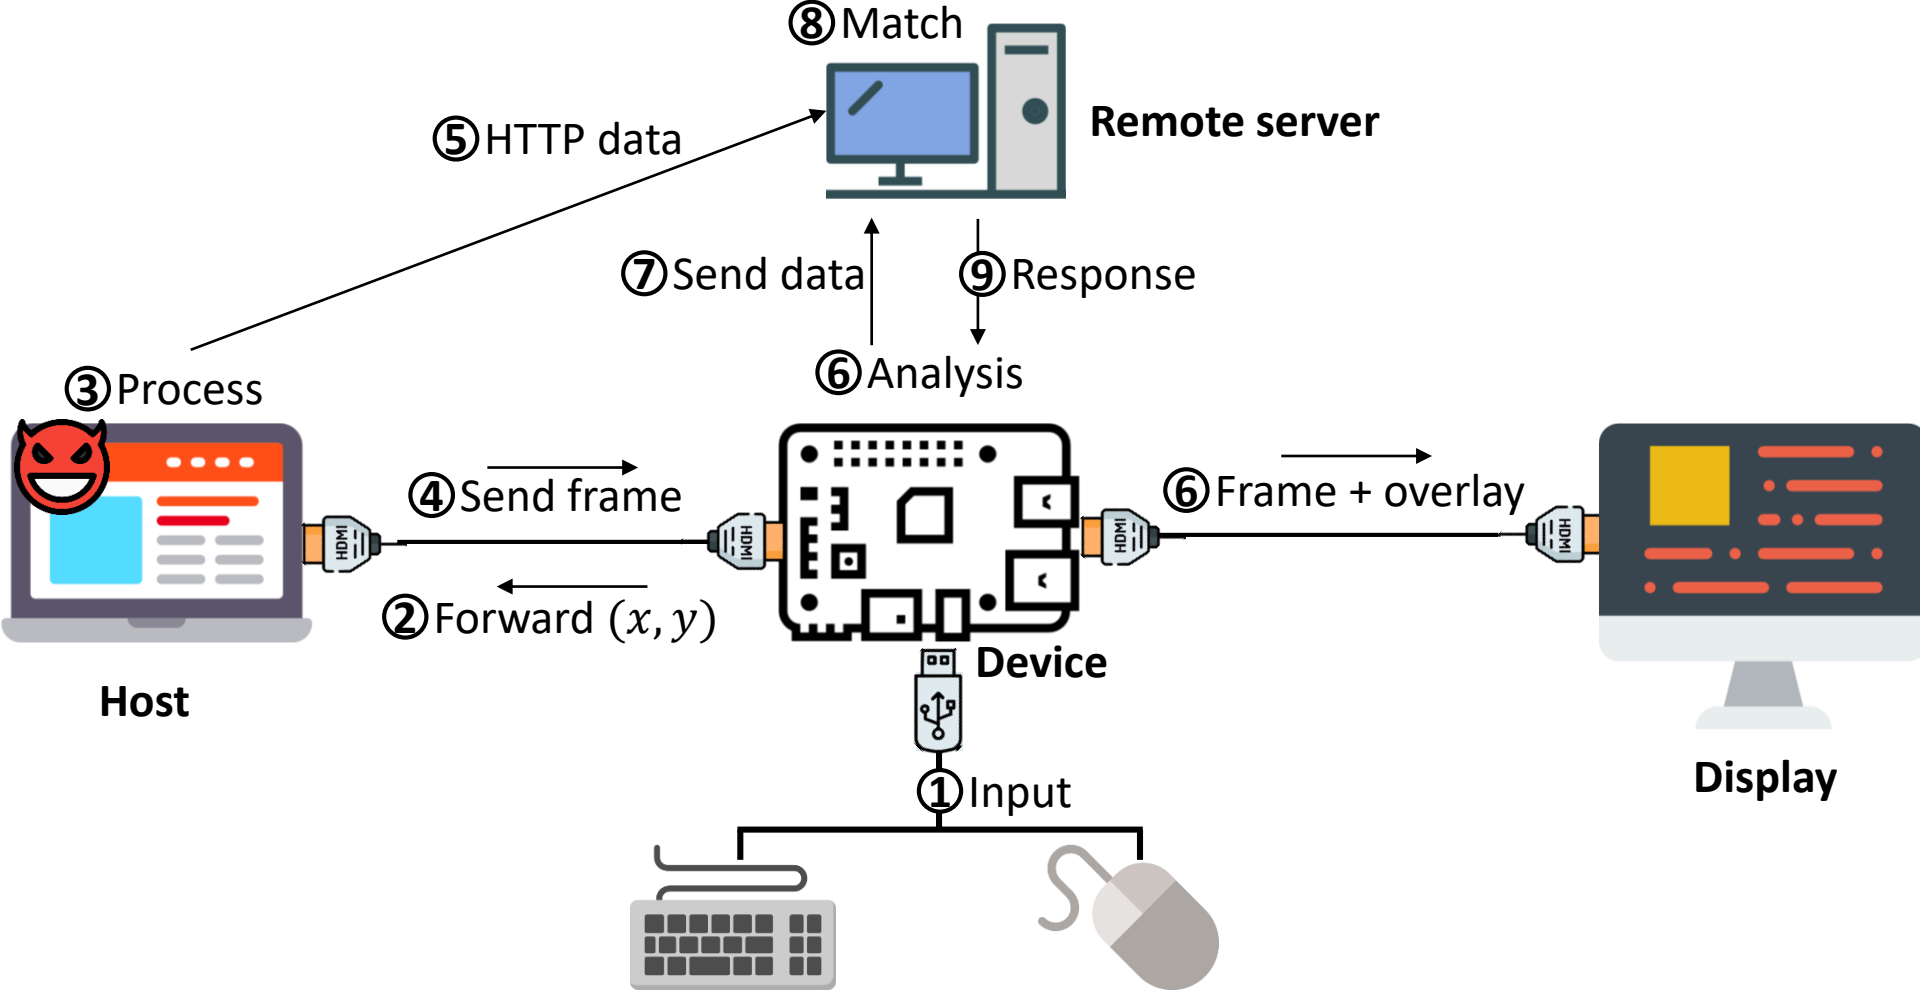 ⑧Match
Remote server
⑤HTTP data
⑦Send data
⑨Response
③Process
⑥Analysis
④Send frame
⑥Frame + overlay
HDMI
HDMI
HDMI
HDMI
②Forward (x, y)
Device
Host
①Input
Display